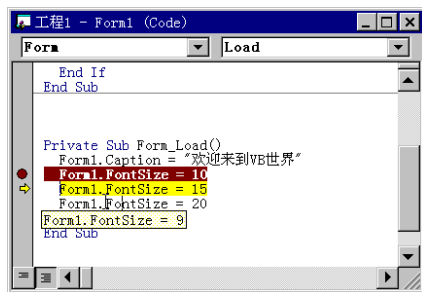 工程1 - Form1 (Code)
Form Load
End If
End Sub
Private Sub Form_Load()
Form1.Caption = "欢迎来到VB世界"
Form1.FontSize = 10
Form1.FontSize = 15
Form1.FontSize = 20
Form1.FontSize = 9
End Sub